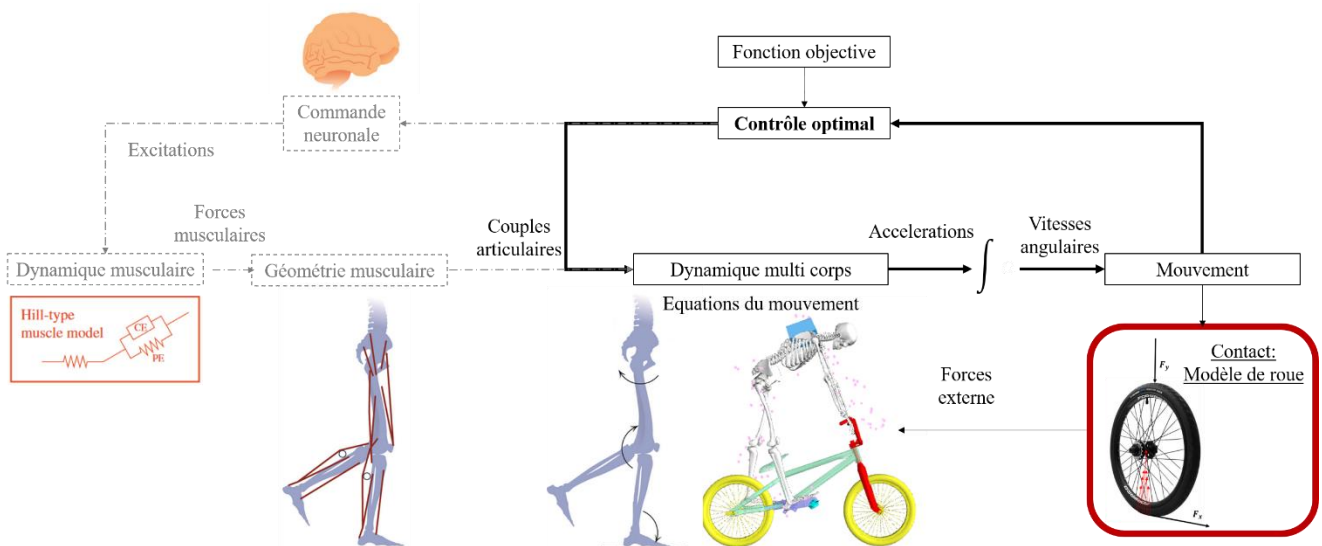 Fonction objective
Commande
neuronale
Contrôle optimal
Excitations
Forces
musculaires
Couples
articulaires
Accelerations
∫
Vitesses
angulaires
Dynamique musculaire
Géométrie musculaire
Dynamique multi corps
Mouvement
Equations du mouvement
Hill-type
muscle model
CE
PE
Forces
externe
Contact:
Modèle de roue
Fy
Fx